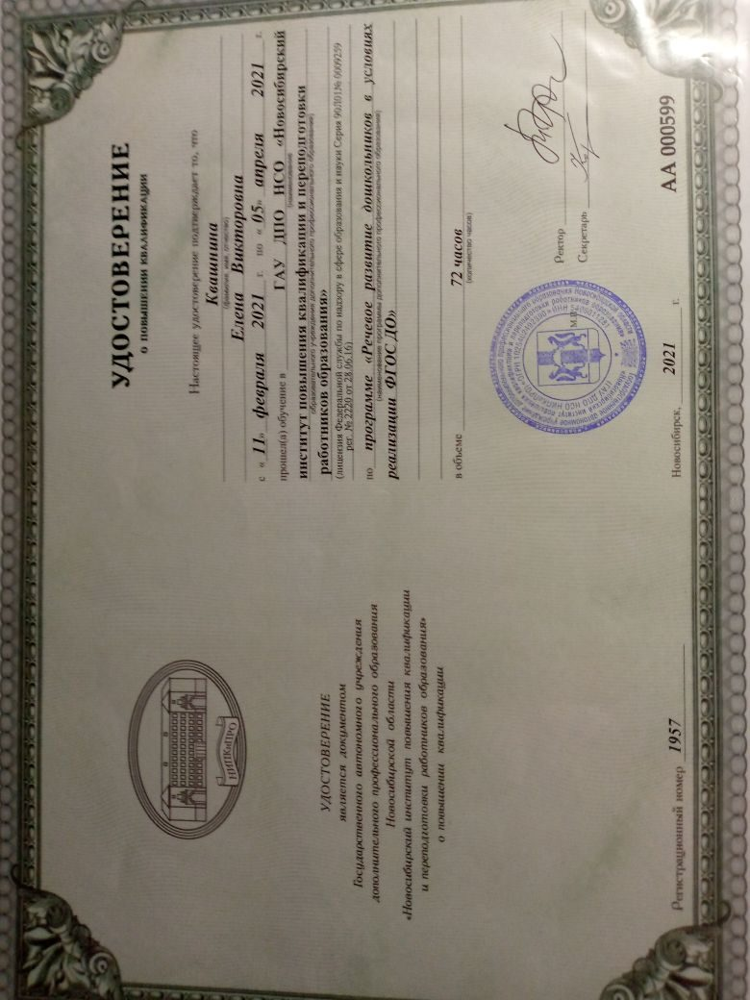 НИПКиПРО
УДОСТОВЕРЕНИЕ
является документом
Государственного автономного учреждения
дополнительного профессионального образования
Новосибирской области
«Новосибирский институт повышения квалификации
и переподготовки работников образования»
о повышении квалификации
Регистрационный номер 1957
УДОСТОВЕРЕНИЕ
о повышении квалификации
Настоящее удостоверение подтверждает то, что
Квашнина
(фамилия, имя, отчество)
Елена Викторовна
с « 11» февраля 2021 г. по « 05» апреля 2021 г.
прошел(а) обучение в ГАУ ДПО НСО «Новосибирский
(наименование
институт повышения квалификации и переподготовки
образовательного учреждения дополнительного профессионального образования)
работников образования»
(лицензия Федеральной службы по надзору в сфере образования и науки Серия 90Л01№ 0009259
рег. № 2220 от 28.06.16)
по программе «Речевое развитие дошкольников в условиях
(наименование программы дополнительного профессионального образования)
реализации ФГОС ДО»
в объеме 72 часов
(количество часов)
М.П.
Ректор
Секретарь
Новосибирск, 2021 г. АА 000599